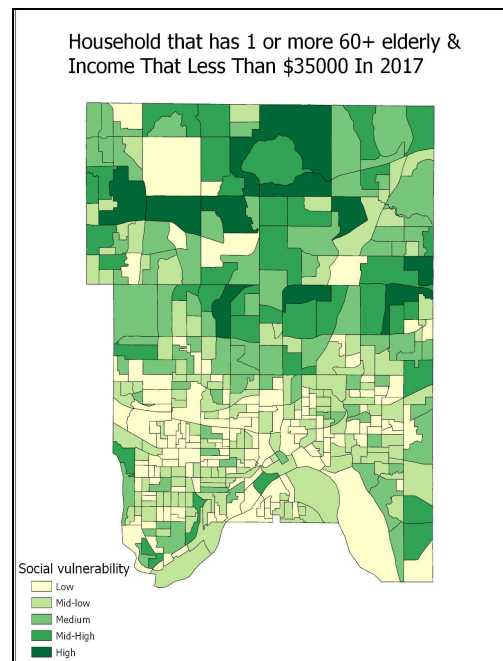 Household that has 1 or more 60+ elderly &
Income That Less Than $35000 In 2017
Social vulnerability
Low
Mid-low
Medium
Mid-High
High